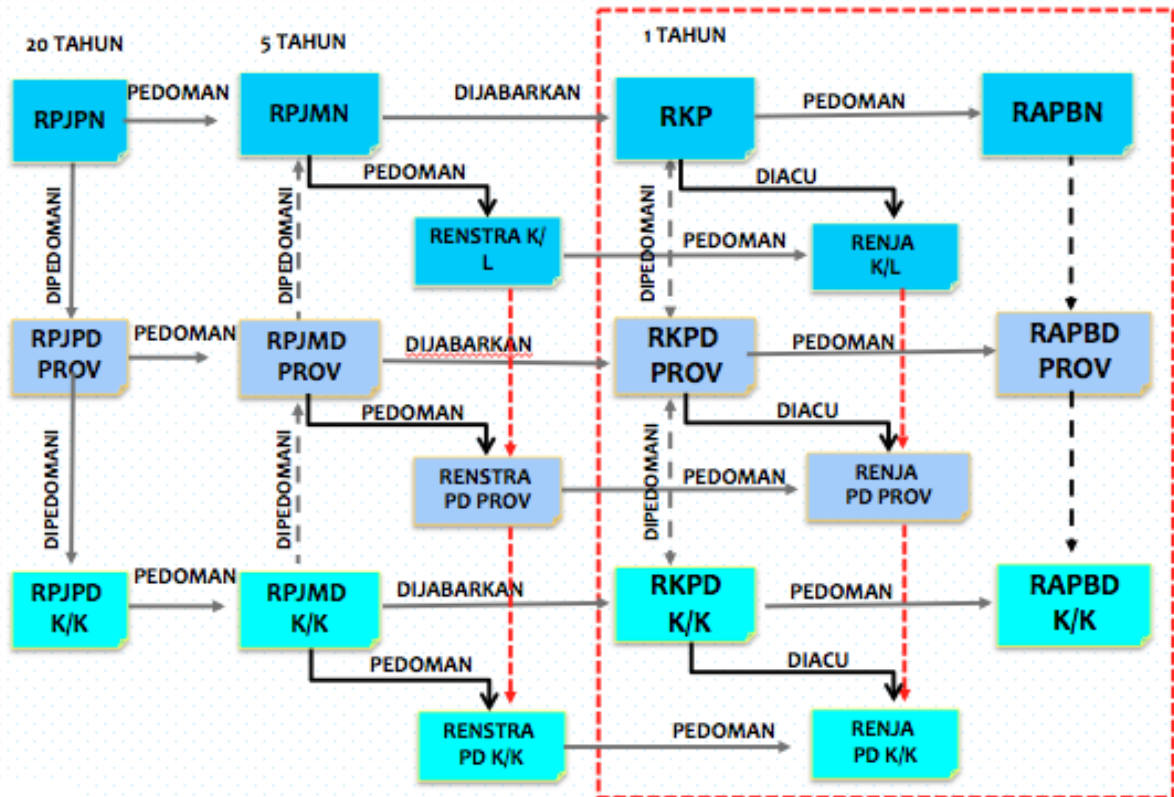 20 TAHUN
5 TAHUN
1 TAHUN
RPJPN
PEDOMAN
RPJMN
DIJABARKAN
RKP
PEDOMAN
RAPBN
PEDOMAN
DIACU
DIPEDOMANI
DIPEDOMANI
DIPEDOMANI
RENSTRA K/
L
PEDOMAN
RENJA
K/L
RPJPD
PROV
PEDOMAN
RPJMD
PROV
DIJABARKAN
RKPD
PROV
PEDOMAN
RAPBD
PROV
PEDOMAN
DIACU
DIPEDOMANI
DIPEDOMANI
DIPEDOMANI
RENSTRA
PD PROV
PEDOMAN
RENJA
PD PROV
RPJPD
K/K
PEDOMAN
RPJMD
K/K
DIJABARKAN
RKPD
K/K
PEDOMAN
RAPBD
K/K
PEDOMAN
DIACU
RENSTRA
PD K/K
PEDOMAN
RENJA
PD K/K